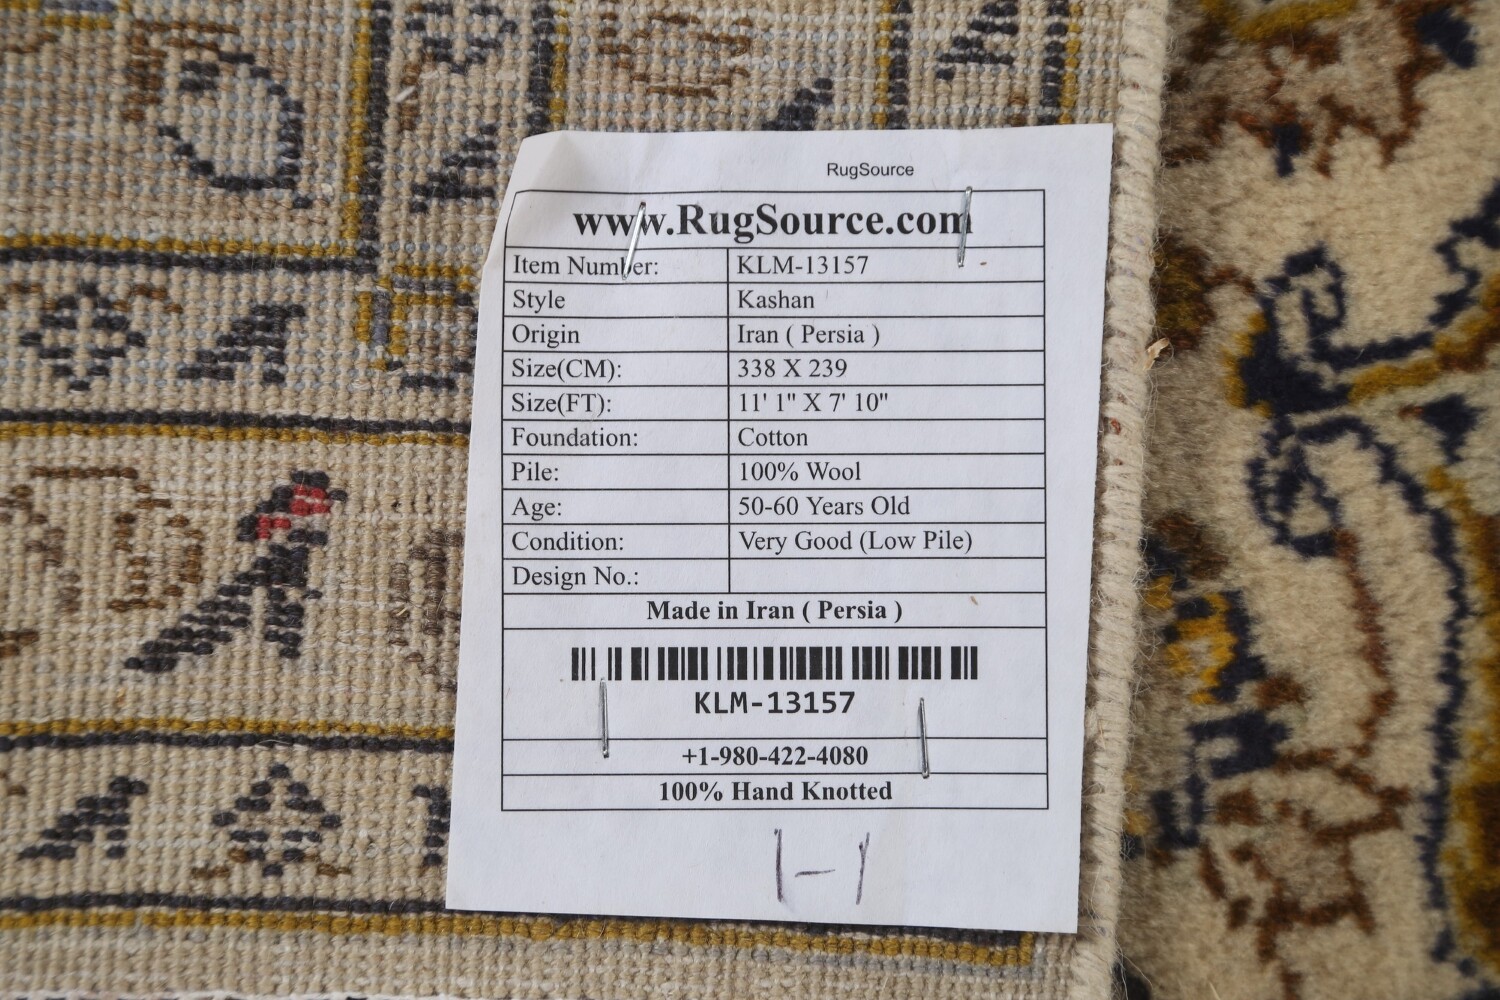 RugSource
www.RugSource.com
Item Number: KLM-13157
Style Kashan
Origin Iran ( Persia )
Size(CM): 338 X 239
Size(FT): 11' 1" X 7' 10"
Foundation: Cotton
Pile: 100% Wool
Age: 50-60 Years Old
Condition: Very Good (Low Pile)
Design No.:
Made in Iran ( Persia )
KLM-13157
+1-980-422-4080
100% Hand Knotted
1-1